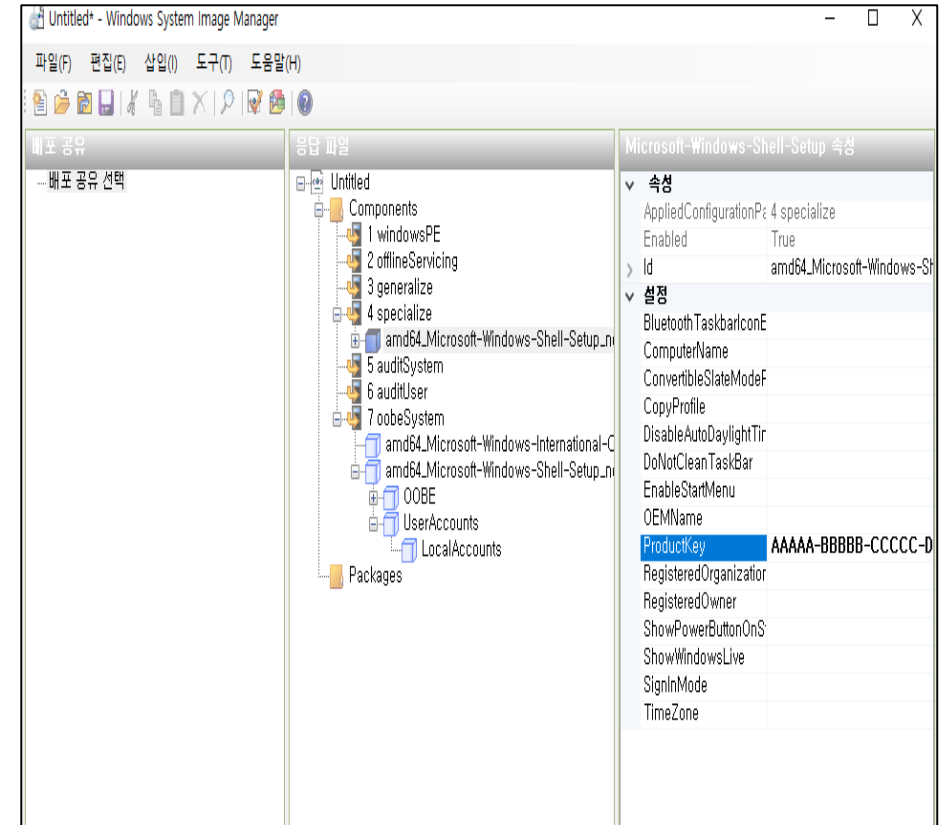 Untitled* - Windows System Image Manager
파일(F) 편집(E) 삽입(I) 도구(T) 도움말(H)
배포 공유
배포 공유 선택
응답 파일
Untitled
Components
1 windowsPE
2 offlineServicing
3 generalize
4 specialize
amd64_Microsoft-Windows-Shell-Setup_n
5 auditSystem
6 auditUser
7 oobeSystem
amd64_Microsoft-Windows-International-C
amd64_Microsoft-Windows-Shell-Setup_n
OOBE
UserAccounts
LocalAccounts
Packages
Microsoft-Windows-Shell-Setup 속성
속성
AppliedConfigurationPa 4 specialize
Enabled True
Id amd64_Microsoft-Windows-Sh
설정
BluetoothTaskbarIconE
ComputerName
ConvertibleSlateModeF
CopyProfile
DisableAutoDaylightTir
DoNotCleanTaskBar
EnableStartMenu
OEMName
ProductKey AAAAA-BBBBB-CCCCC-D
RegisteredOrganization
RegisteredOwner
ShowPowerButtonOnS
ShowWindowsLive
SignInMode
TimeZone